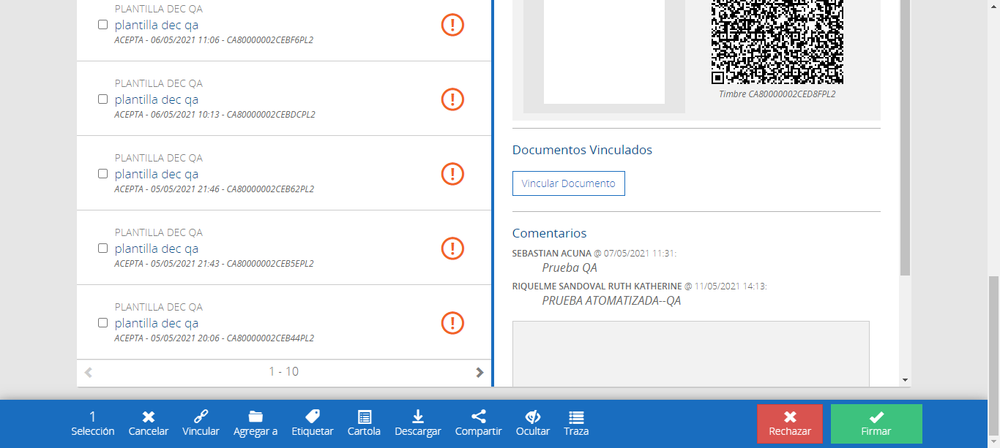 PLANTILLA DEC QA
plantilla dec qa
ACEPTA - 06/05/2021 11:06 - CA80000002CEBF6PL2
PLANTILLA DEC QA
plantilla dec qa
ACEPTA - 06/05/2021 10:13 - CA80000002CEBDCPL2
PLANTILLA DEC QA
plantilla dec qa
ACEPTA - 05/05/2021 21:46 - CA80000002CEB62PL2
PLANTILLA DEC QA
plantilla dec qa
ACEPTA - 05/05/2021 21:43 - CA80000002CEB5EPL2
PLANTILLA DEC QA
plantilla dec qa
ACEPTA - 05/05/2021 20:06 - CA80000002CEB44PL2
1 - 10
Timbre CA80000002CED8FPL2
Documentos Vinculados
Vincular Documento
Comentarios
SEBASTIAN ACUNA @ 07/05/2021 11:31:
Prueba QA
RIQUELME SANDOVAL RUTH KATHERINE @ 11/05/2021 14:13:
PRUEBA ATOMATIZADA--QA
1
Selección
Cancelar
Vincular
Agregar a
Etiquetar
Cartola
Descargar
Compartir
Ocultar
Traza
Rechazar
Firmar